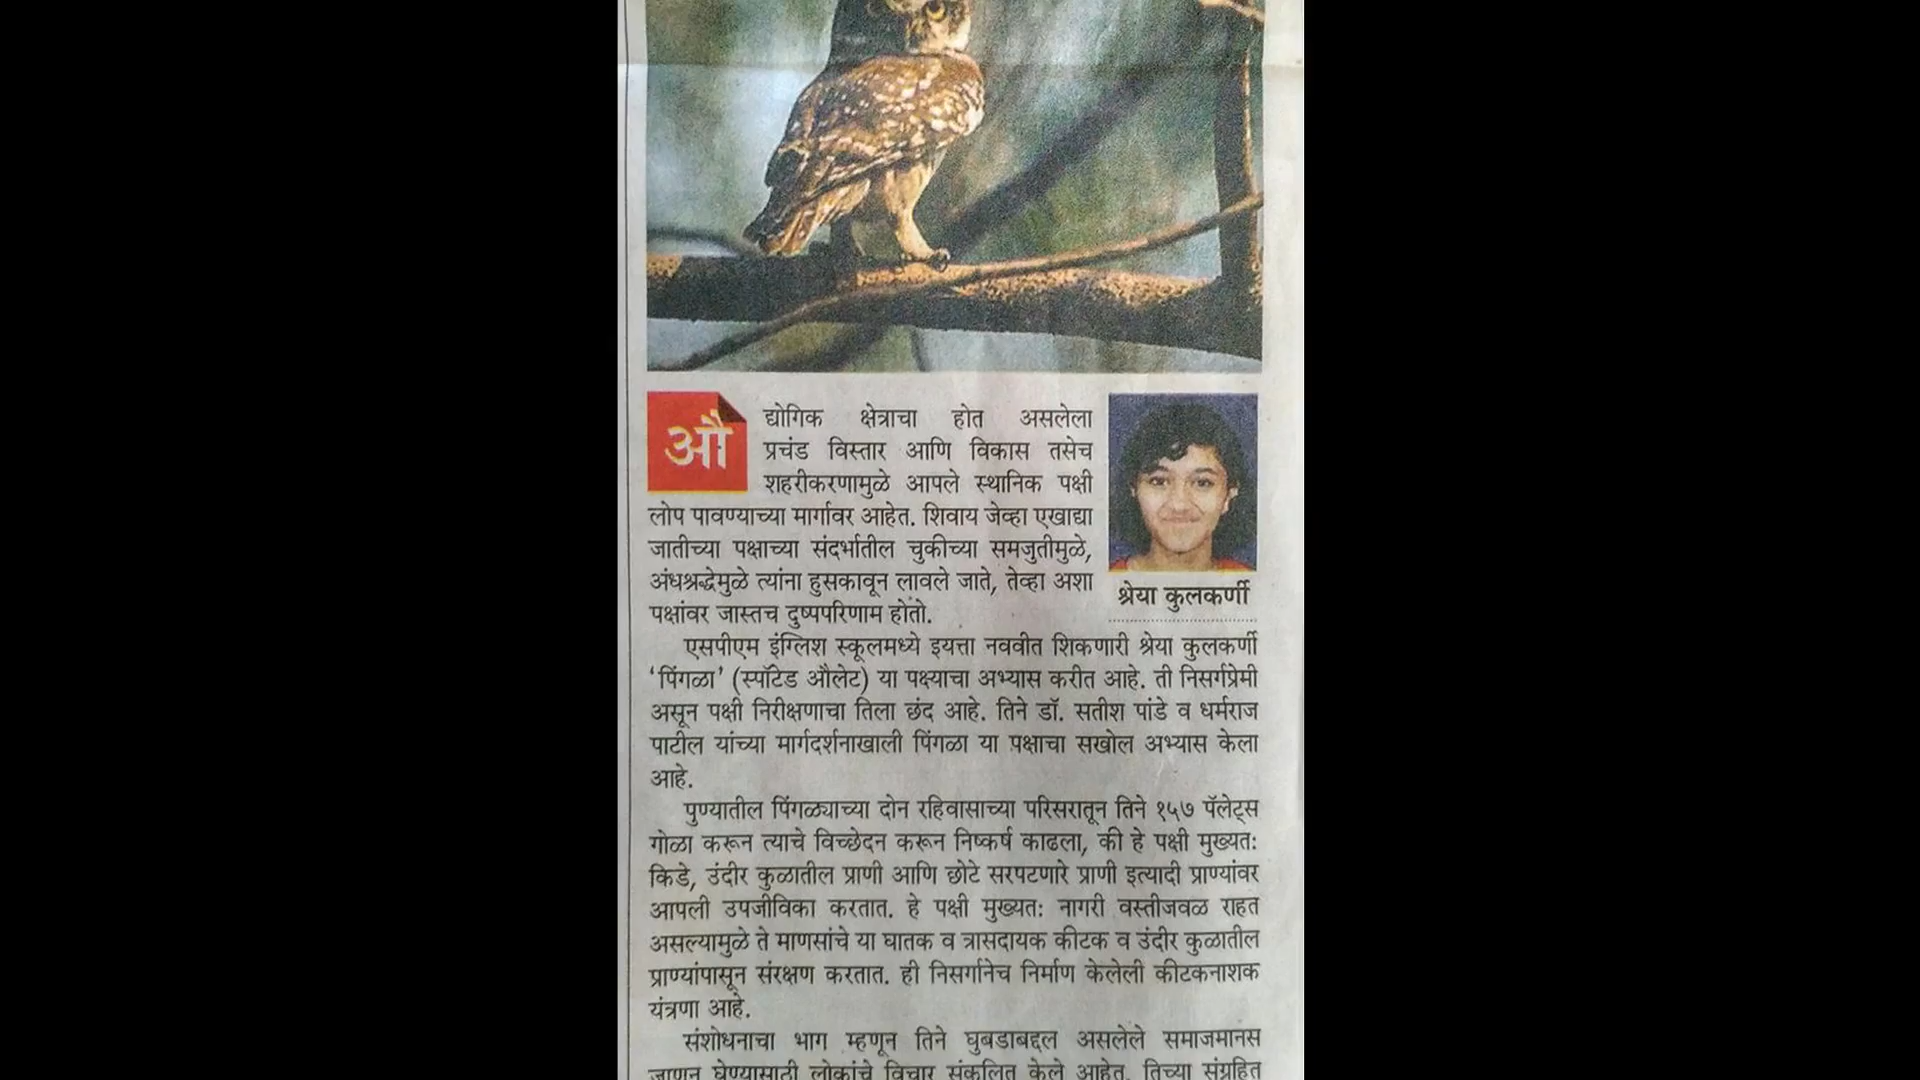 औद्योगिक क्षेत्राचा होत असलेला
प्रचंड विस्तार आणि विकास तसेच
शहरीकरणामुळे आपले स्थानिक पक्षी
लोप पावण्याच्या मार्गावर आहेत. शिवाय जेव्हा एखाद्या
जातीच्या पक्षाच्या संदर्भातील चुकीच्या समजुतीमुळे,
अंधश्रद्धेमुळे त्यांना हुसकावून लावले जाते, तेव्हा अशा
पक्षांवर जास्तच दुष्पपरिणाम होतो.
श्रेया कुलकर्णी
एसपीएम इंग्लिश स्कूलमध्ये इयत्ता नववीत शिकणारी श्रेया कुलकर्णी
‘पिंगळा’ (स्पॉटेड औलेट) या पक्ष्याचा अभ्यास करीत आहे. ती निसर्गप्रेमी
असून पक्षी निरीक्षणाचा तिला छंद आहे. तिने डॉ. सतीश पांडे व धर्मराज
पाटील यांच्या मार्गदर्शनाखाली पिंगळा या पक्षाचा सखोल अभ्यास केला
आहे.
पुण्यातील पिंगळ्याच्या दोन रहिवासाच्या परिसरातून तिने १५७ पॅलेट्स
गोळा करून त्याचे विच्छेदन करून निष्कर्ष काढला, की हे पक्षी मुख्यत:
किडे, उंदीर कुळातील प्राणी आणि छोटे सरपटणारे प्राणी इत्यादी प्राण्यांवर
आपली उपजीविका करतात. हे पक्षी मुख्यत: नागरी वस्तीजवळ राहत
असल्यामुळे ते माणसांचे या घातक व त्रासदायक कीटक व उंदीर कुळातील
प्राण्यांपासून संरक्षण करतात. ही निसर्गानेच निर्माण केलेली कीटकनाशक
यंत्रणा आहे.
संशोधनाचा भाग म्हणून तिने घुबडाबद्दल असलेले समाजमानस
जाणून घेण्यासाठी लोकांचे विचार संकलित केले आहेत. तिच्या संग्रहित